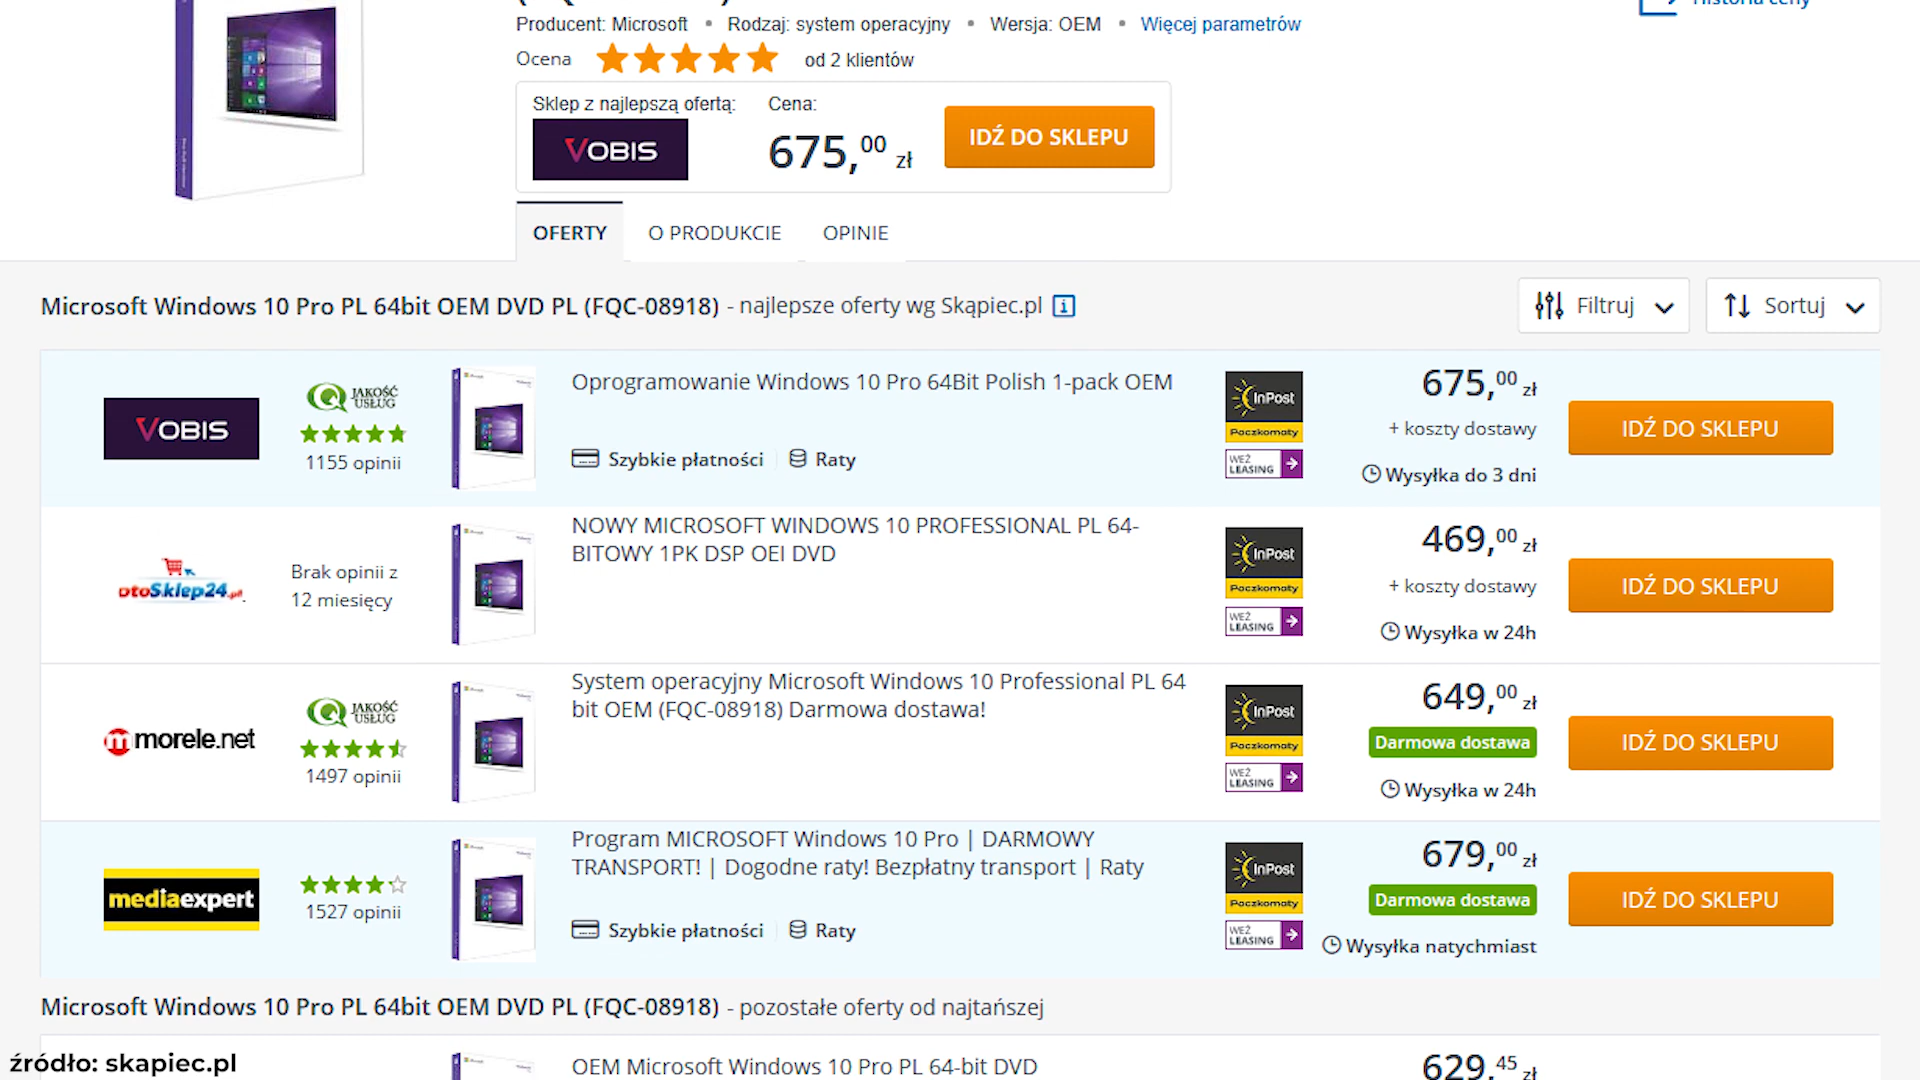 Producent: Microsoft • Rodzaj: system operacyjny • Wersja: OEM • Więcej parametrów
Ocena od 2 klientów
Sklep z najlepszą ofertą: Cena:
VOBIS 675,00 zł IDŹ DO SKLEPU
OFERTY O PRODUKCIE OPINIE
Microsoft Windows 10 Pro PL 64bit OEM DVD PL (FQC-08918) - najlepsze oferty wg Skąpiec.pl i Filtruj Sortuj
VOBIS
JAKOŚĆ USŁUG
1155 opinii
Oprogramowanie Windows 10 Pro 64Bit Polish 1-pack OEM
Szybkie płatności Raty
InPost
Paczkomaty
WEŹ LEASING
675,00 zł
+ koszty dostawy
Wysyłka do 3 dni
IDŹ DO SKLEPU
otoSklep24.pl
Brak opinii z
12 miesięcy
NOWY MICROSOFT WINDOWS 10 PROFESSIONAL PL 64-
BITOWY 1PK DSP OEI DVD
InPost
Paczkomaty
WEŹ LEASING
469,00 zł
+ koszty dostawy
Wysyłka w 24h
IDŹ DO SKLEPU
morele.net
JAKOŚĆ USŁUG
1497 opinii
System operacyjny Microsoft Windows 10 Professional PL 64
bit OEM (FQC-08918) Darmowa dostawa!
InPost
Paczkomaty
WEŹ LEASING
649,00 zł
Darmowa dostawa
Wysyłka w 24h
IDŹ DO SKLEPU
mediaexpert
1527 opinii
Program MICROSOFT Windows 10 Pro | DARMOWY
TRANSPORT! | Dogodne raty! Bezpłatny transport | Raty
Szybkie płatności Raty
InPost
Paczkomaty
WEŹ LEASING
679,00 zł
Darmowa dostawa
Wysyłka natychmiast
IDŹ DO SKLEPU
Microsoft Windows 10 Pro PL 64bit OEM DVD PL (FQC-08918) - pozostałe oferty od najtańszej
OEM Microsoft Windows 10 Pro PL 64-bit DVD 629,45 zł
źródło: skapiec.pl